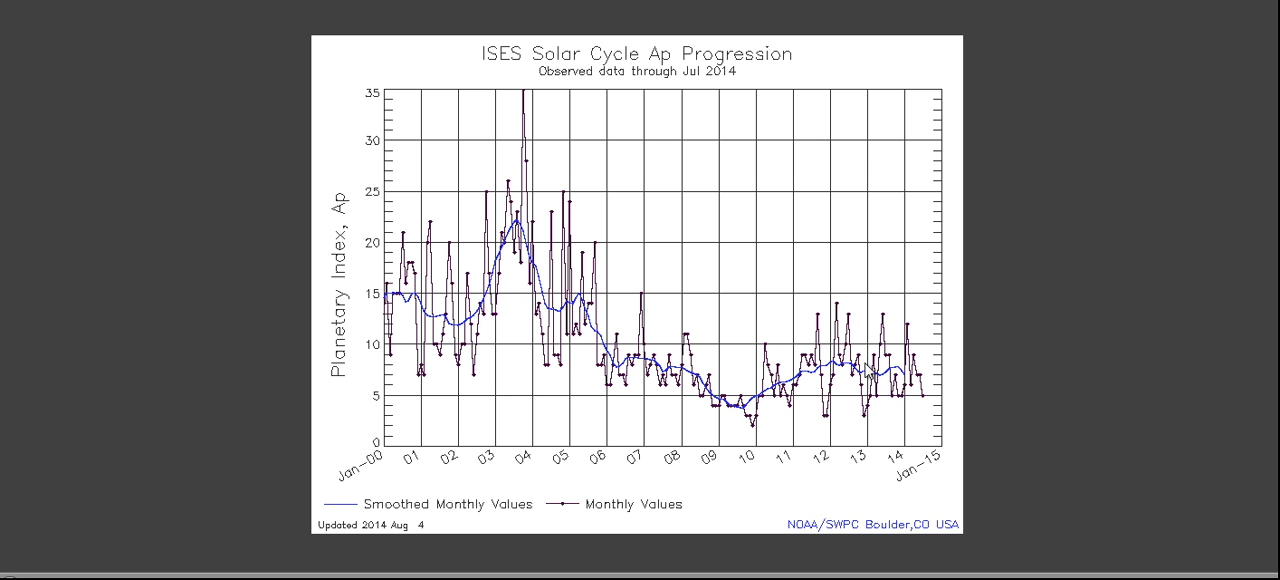 ISES Solar Cycle Ap Progression
Observed data through Jul 2014
Planetary Index, Ap
35
30
25
20
15
10
5
0
Jan-00 01 02 03 04 05 06 07 08 09 10 11 12 13 14 Jan-15
Smoothed Monthly Values Monthly Values
Updated 2014 Aug 4 NOAA/SWPC Boulder,CO USA